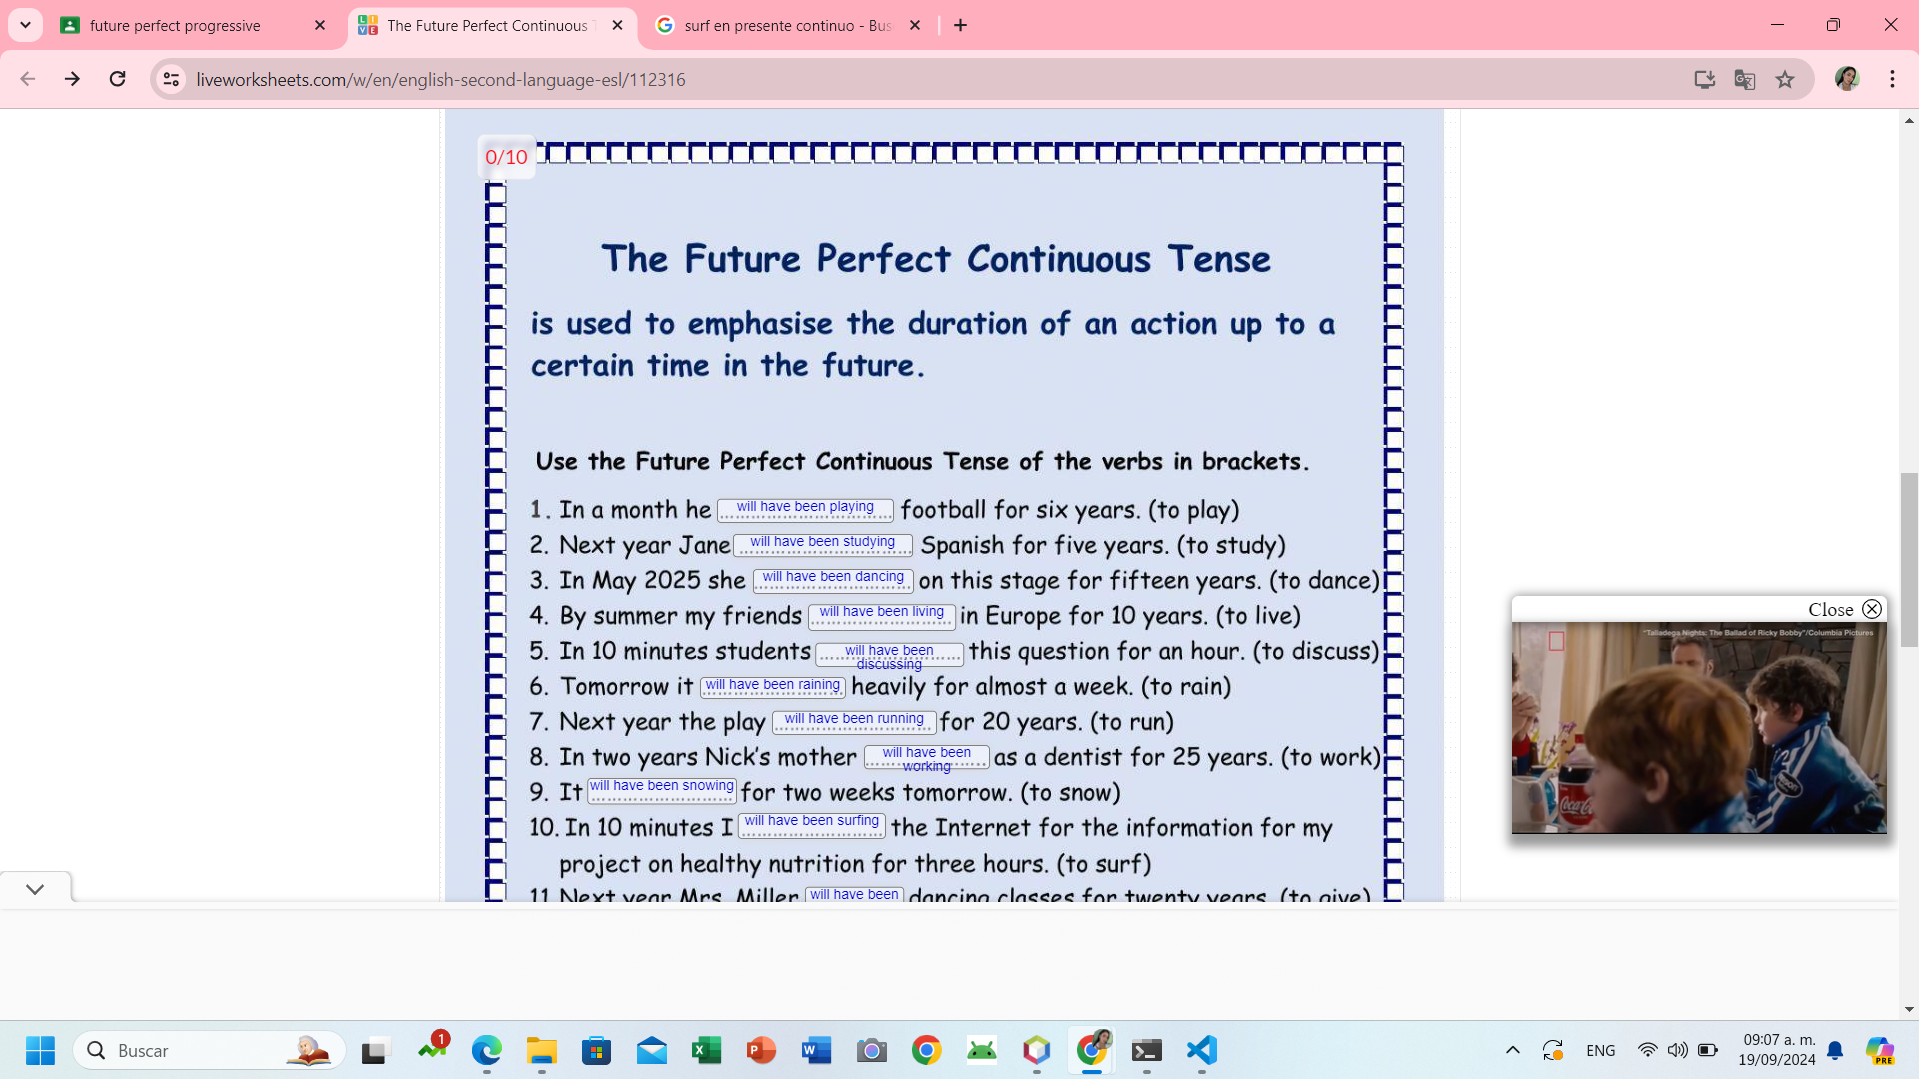 future perfect progressive
The Future Perfect Continuous T
surf en presente continuo - Bus
liveworksheets.com/w/en/english-second-language-esl/112316
0/10
The Future Perfect Continuous Tense
is used to emphasise the duration of an action up to a
certain time in the future.
Use the Future Perfect Continuous Tense of the verbs in brackets.
1. In a month he will have been playing football for six years. (to play)
2. Next year Jane will have been studying Spanish for five years. (to study)
3. In May 2025 she will have been dancing on this stage for fifteen years. (to dance)
4. By summer my friends will have been living in Europe for 10 years. (to live)
5. In 10 minutes students will have been discussing this question for an hour. (to discuss)
6. Tomorrow it will have been raining heavily for almost a week. (to rain)
7. Next year the play will have been running for 20 years. (to run)
8. In two years Nick's mother will have been working as a dentist for 25 years. (to work)
9. It will have been snowing for two weeks tomorrow. (to snow)
10. In 10 minutes I will have been surfing the Internet for the information for my
project on healthy nutrition for three hours. (to surf)
11. Next year Mrs. Miller will have been dancing classes for twenty years. (to give)
Close
"Talladega Nights: The Ballad of Ricky Bobby"/Columbia Pictures
Coca-Cola
Buscar
1
ENG
09:07 a. m.
19/09/2024
PRE